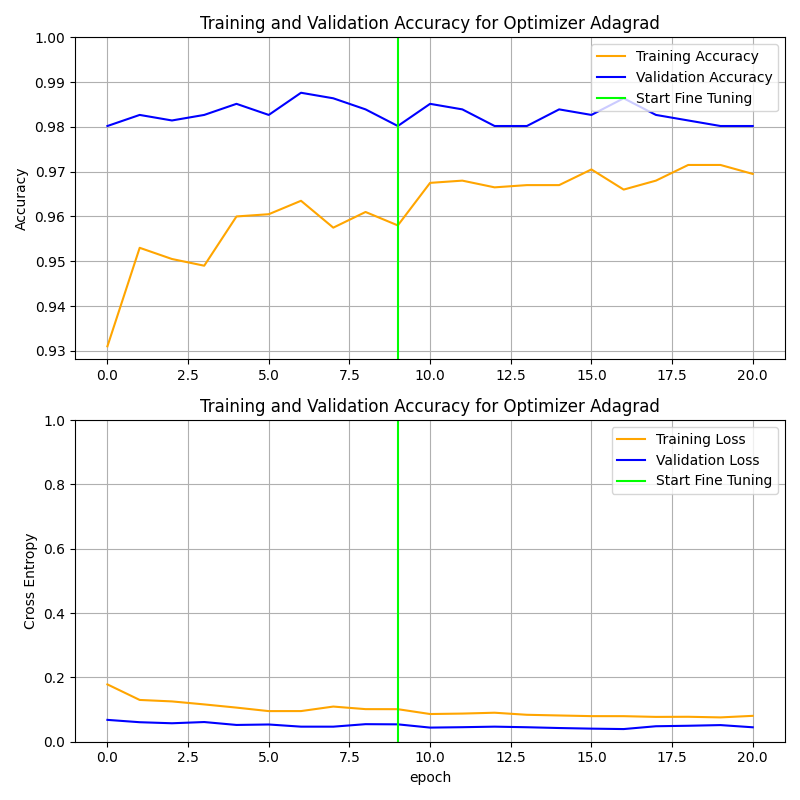 Training and Validation Accuracy for Optimizer Adagrad
1.00
0.99
0.98
0.97
0.96
0.95
0.94
0.93
Accuracy
Training Accuracy
Validation Accuracy
Start Fine Tuning
0.0 2.5 5.0 7.5 10.0 12.5 15.0 17.5 20.0
Training and Validation Accuracy for Optimizer Adagrad
1.0
0.8
0.6
0.4
0.2
0.0
Cross Entropy
Training Loss
Validation Loss
Start Fine Tuning
0.0 2.5 5.0 7.5 10.0 12.5 15.0 17.5 20.0
epoch